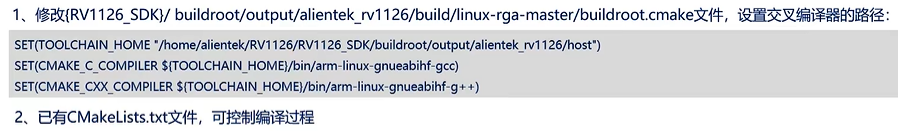 1、修改{RV1126_SDK}/ buildroot/output/alientek_rv1126/build/linux-rga-master/buildroot.cmake文件，设置交叉编译器的路径：
SET(TOOLCHAIN_HOME "/home/alientek/RV1126/RV1126_SDK/buildroot/output/alientek_rv1126/host")
SET(CMAKE_C_COMPILER ${TOOLCHAIN_HOME}/bin/arm-linux-gnueabihf-gcc)
SET(CMAKE_CXX_COMPILER ${TOOLCHAIN_HOME}/bin/arm-linux-gnueabihf-g++)
2、已有CMakeLists.txt文件，可控制编译过程